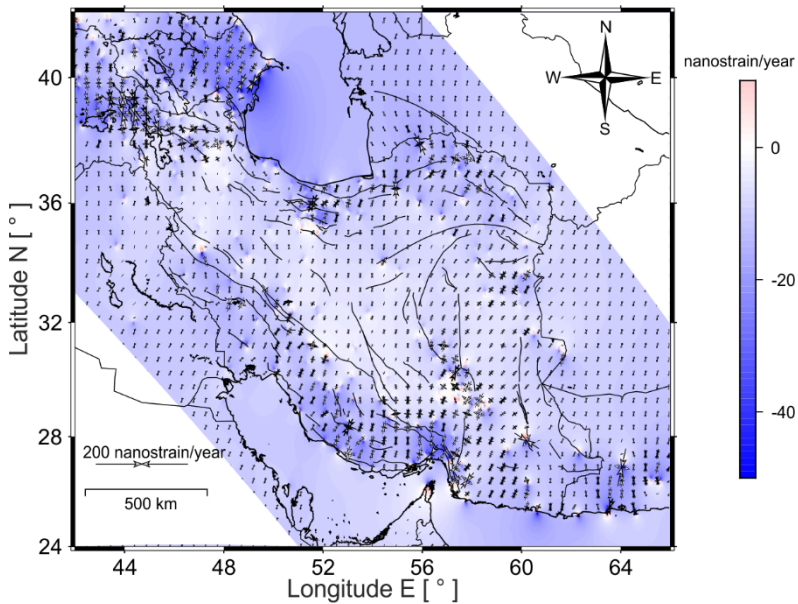 N
W E
S
nanostrain/year
0
-20
-40
40
36
32
28
24
Latitude N [ ° ]
200 nanostrain/year
500 km
44 48 52 56 60 64
Longitude E [ ° ]